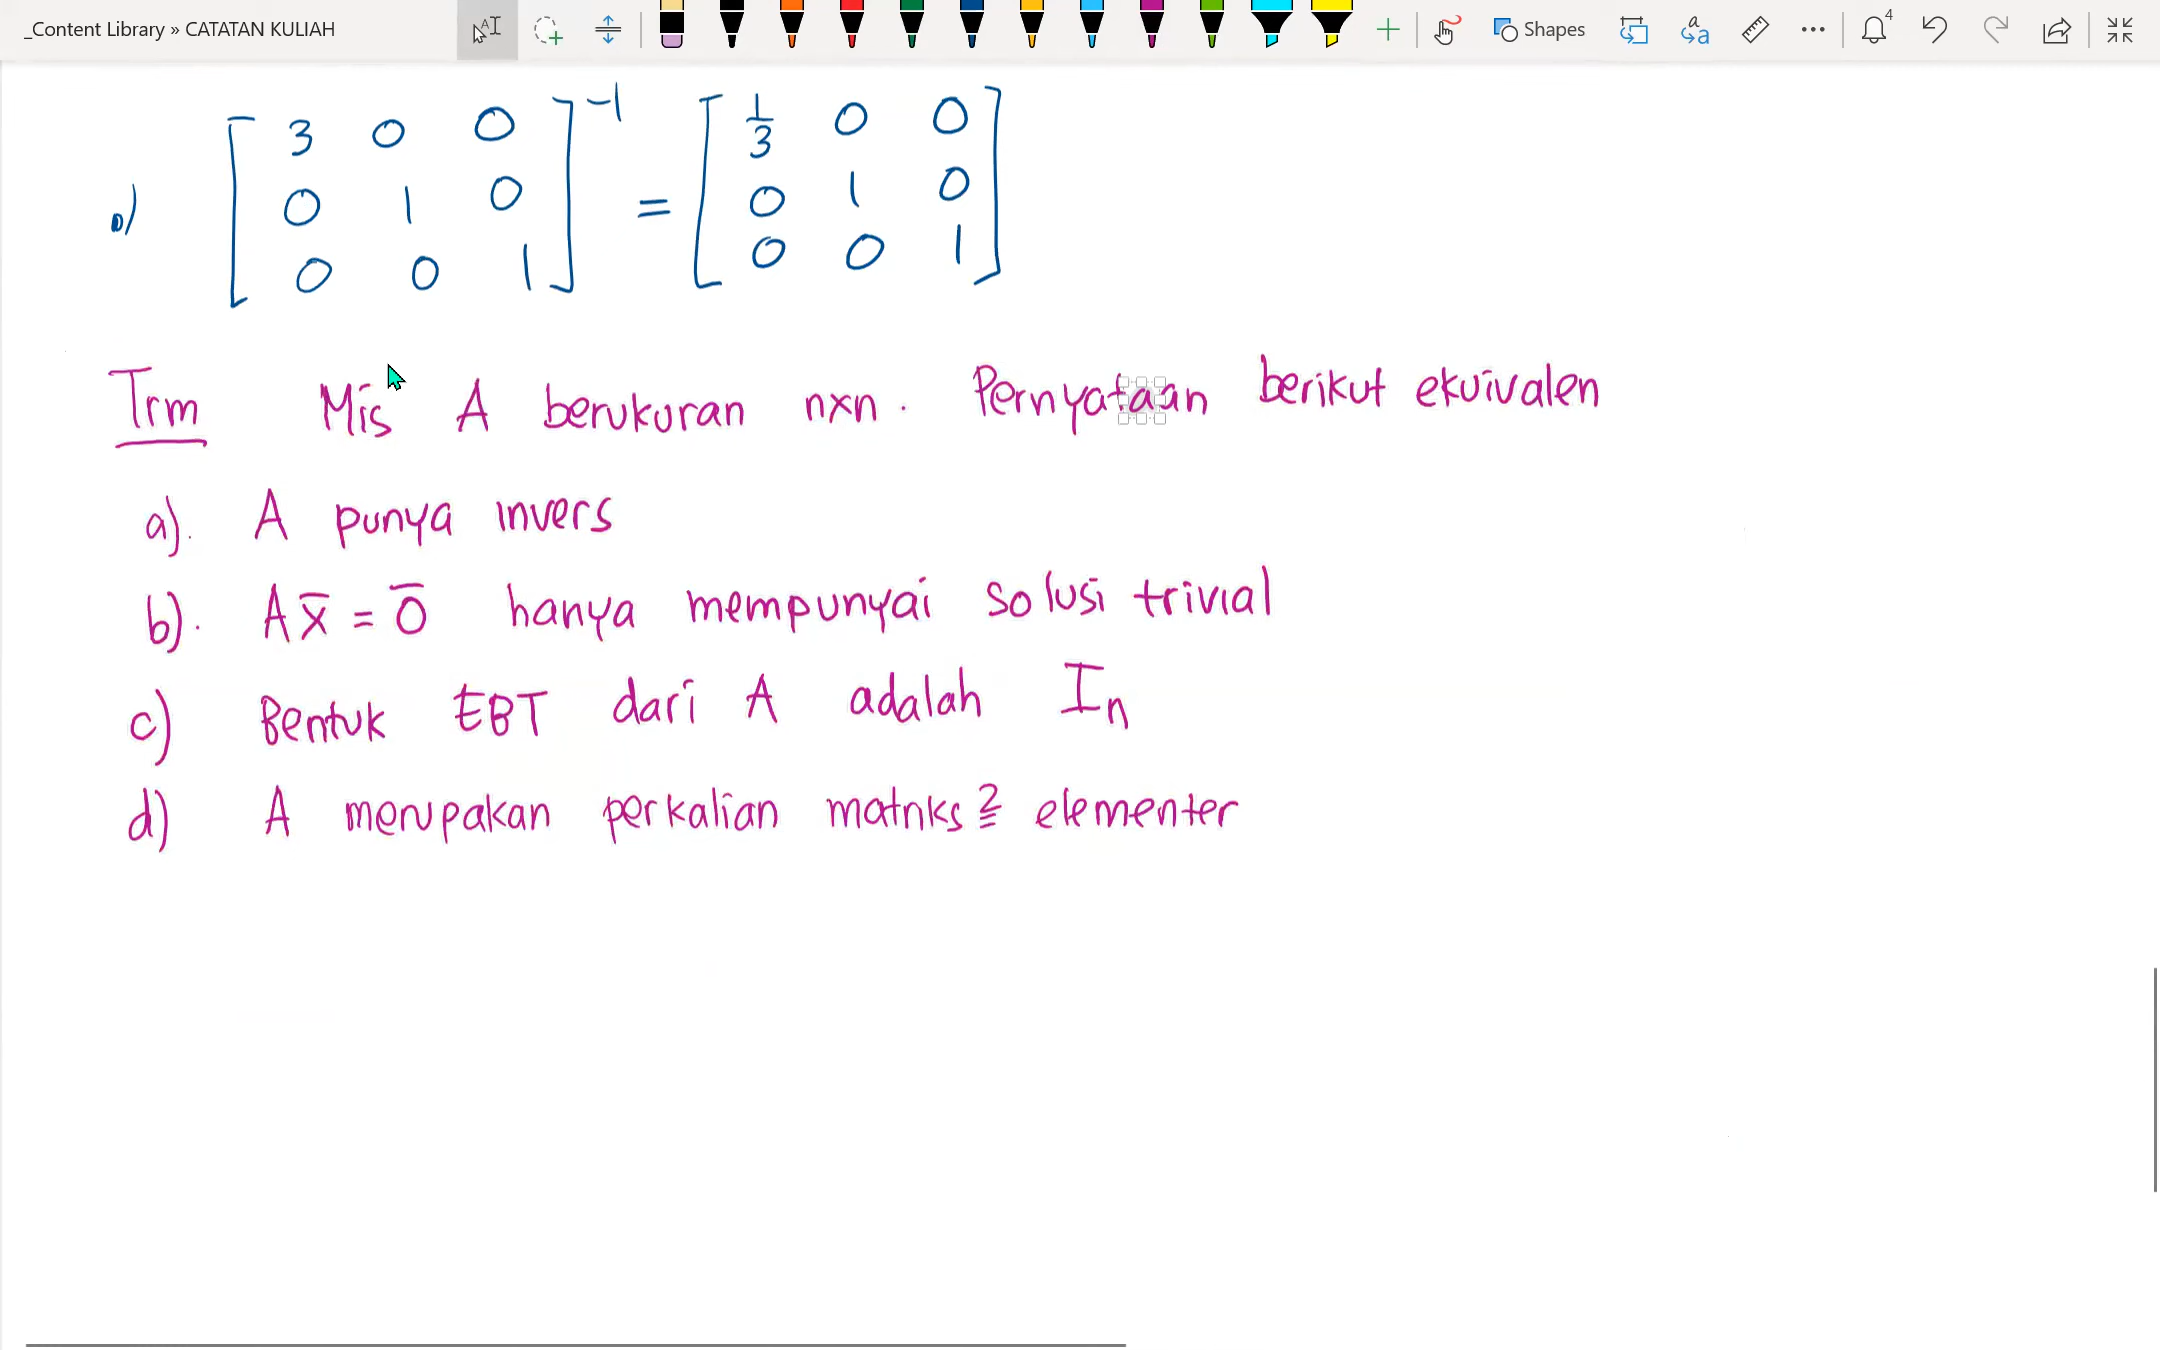 _Content Library » CATATAN KULIAH
Shapes
4
[ 3 0 0 ; 0 1 0 ; 0 0 1 ]⁻¹ = [ 1/3 0 0 ; 0 1 0 ; 0 0 1 ]
Trm Mis A berukuran nxn. Pernyataan berikut ekuivalen
a). A punya invers
b). Ax̅ = 0̅ hanya mempunyai solusi trivial
c) Bentuk EBT dari A adalah Iₙ
d) A merupakan perkalian matriks² elementer